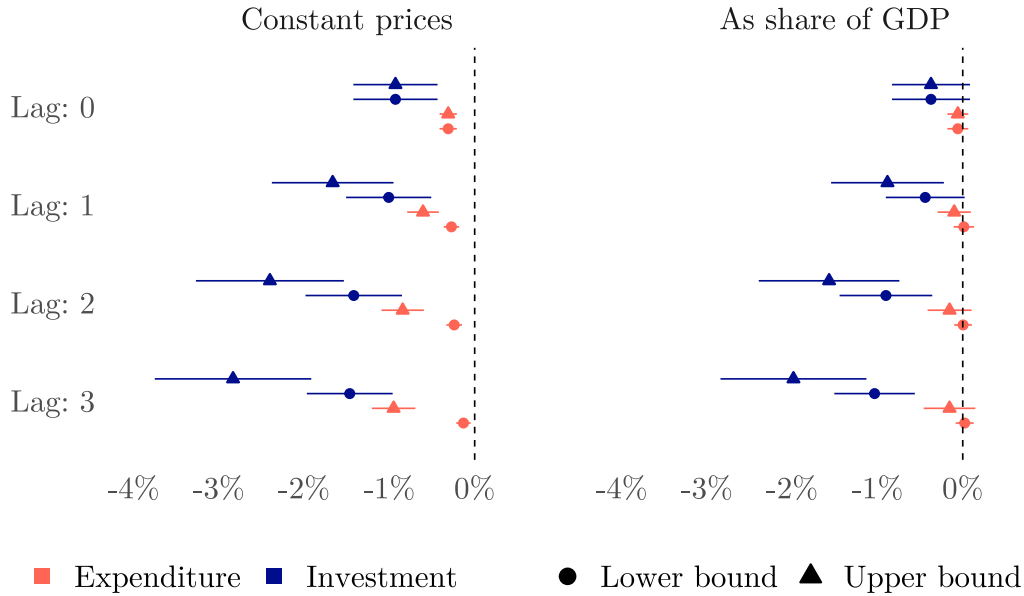 Constant prices As share of GDP
Lag: 0
Lag: 1
Lag: 2
Lag: 3
-4% -3% -2% -1% 0% -4% -3% -2% -1% 0%
Expenditure Investment Lower bound Upper bound